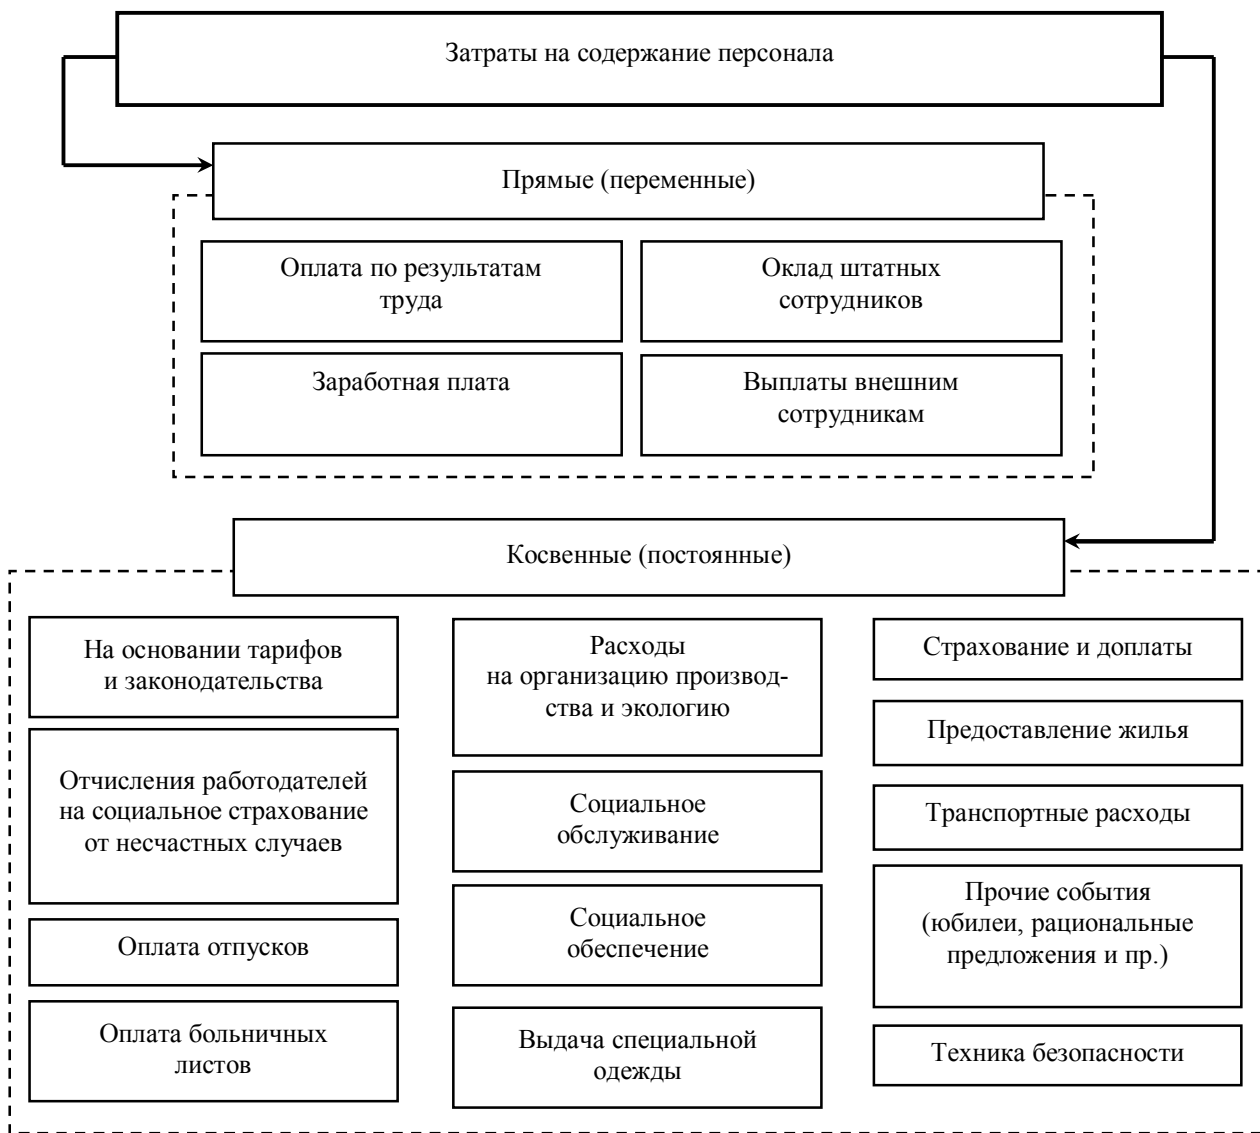 Затраты на содержание персонала
Прямые (переменные)
Оплата по результатам
труда
Оклад штатных
сотрудников
Заработная плата
Выплаты внешним
сотрудникам
Косвенные (постоянные)
На основании тарифов
и законодательства
Отчисления работодателей
на социальное страхование
от несчастных случаев
Оплата отпусков
Оплата больничных
листов
Расходы
на организацию производ-
ства и экологию
Социальное
обслуживание
Социальное
обеспечение
Выдача специальной
одежды
Страхование и доплаты
Предоставление жилья
Транспортные расходы
Прочие события
(юбилеи, рациональные
предложения и пр.)
Техника безопасности